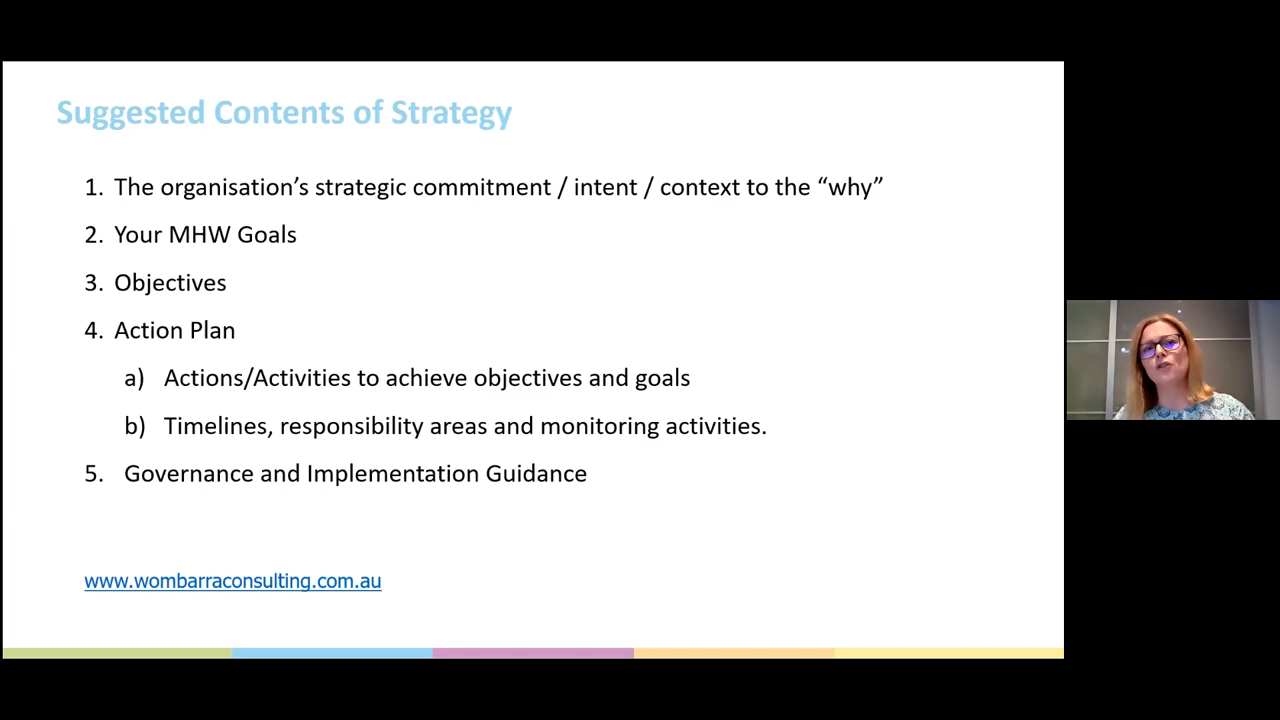 Suggested Contents of Strategy
1. The organisation’s strategic commitment / intent / context to the “why”
2. Your MHW Goals
3. Objectives
4. Action Plan
a) Actions/Activities to achieve objectives and goals
b) Timelines, responsibility areas and monitoring activities.
5. Governance and Implementation Guidance
www.wombarraconsulting.com.au